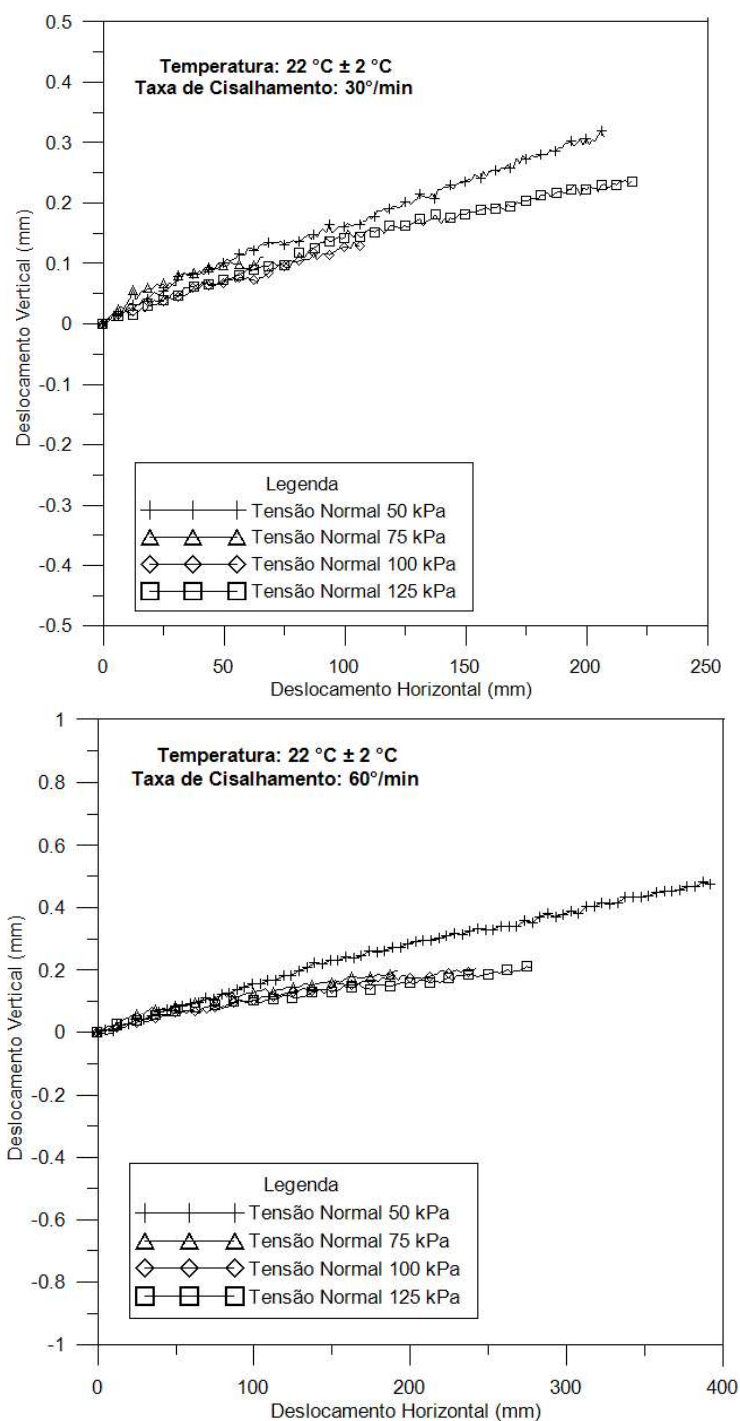 0.5
0.4
0.3
0.2
0.1
0
-0.1
-0.2
-0.3
-0.4
-0.5
Deslocamento Vertical (mm)
Temperatura: 22 °C ± 2 °C
Taxa de Cisalhamento: 30°/min
Legenda
Tensão Normal 50 kPa
Tensão Normal 75 kPa
Tensão Normal 100 kPa
Tensão Normal 125 kPa
0 50 100 150 200 250
Deslocamento Horizontal (mm)
1
0.8
0.6
0.4
0.2
0
-0.2
-0.4
-0.6
-0.8
-1
Deslocamento Vertical (mm)
Temperatura: 22 °C ± 2 °C
Taxa de Cisalhamento: 60°/min
Legenda
Tensão Normal 50 kPa
Tensão Normal 75 kPa
Tensão Normal 100 kPa
Tensão Normal 125 kPa
0 100 200 300 400
Deslocamento Horizontal (mm)